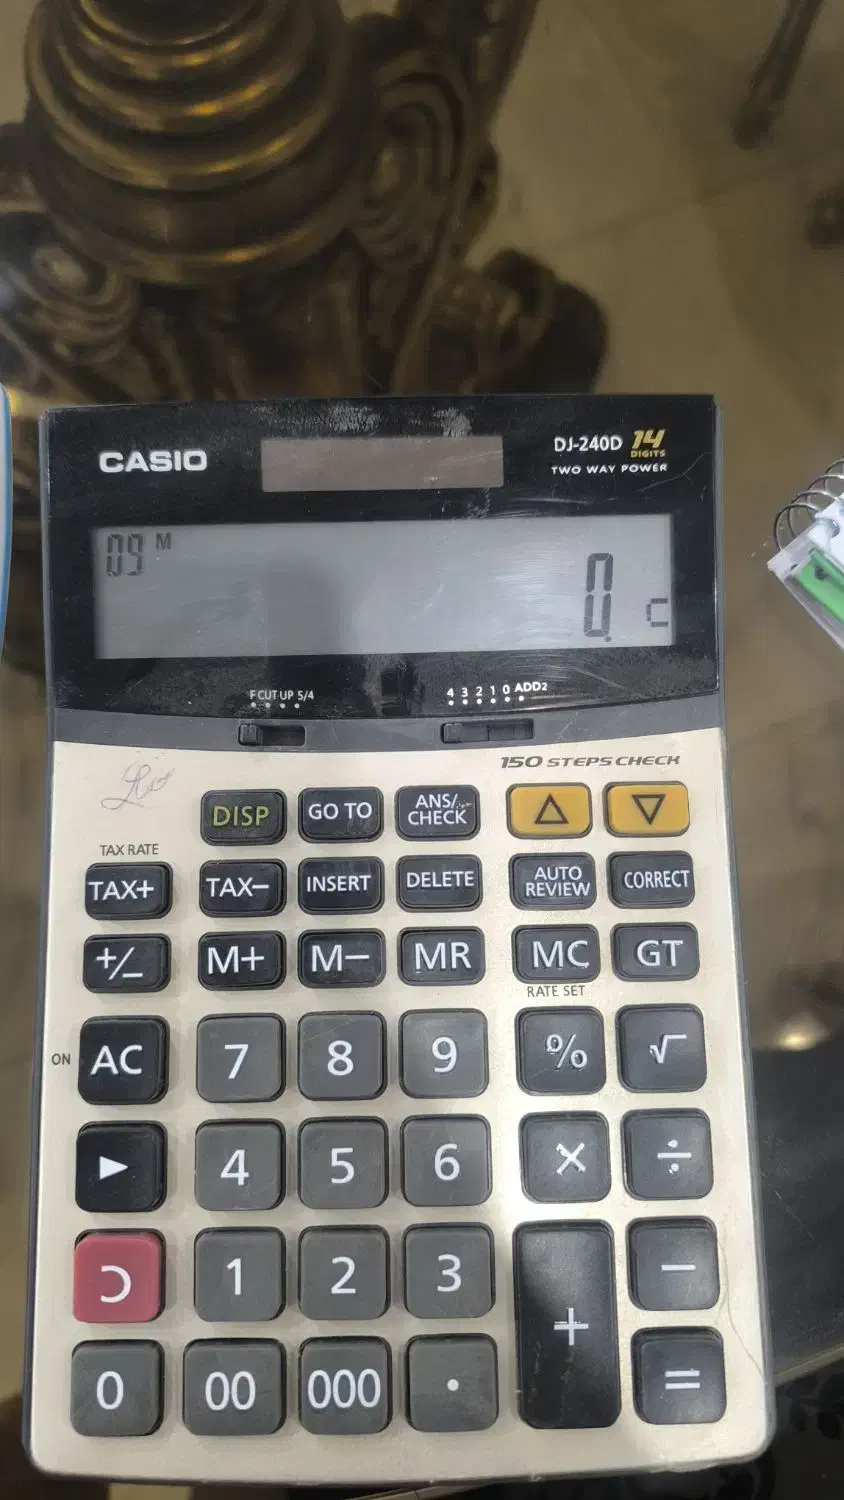 CASIO
DJ-240D 14 DIGITS
TWO WAY POWER
09 M
0. C
F CUT UP 5/4
4 3 2 1 0 ADD2
150 STEPS CHECK
DISP GO TO ANS/CHECK △ ▽
TAX RATE
TAX+ TAX− INSERT DELETE AUTO REVIEW CORRECT
+/− M+ M− MR MC GT
RATE SET
ON AC 7 8 9 % √
▶ 4 5 6 × ÷
C 1 2 3 + −
0 00 000 · =